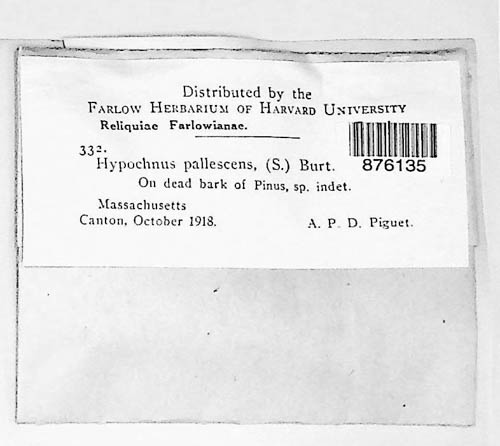 Distributed by the
FARLOW HERBARIUM OF HARVARD UNIVERSITY
Reliquiae Farlowianae.
332.
Hypochnus pallescens, (S.) Burt.
876135
On dead bark of Pinus, sp. indet.
Massachusetts
Canton, October 1918.
A. P. D. Piguet.